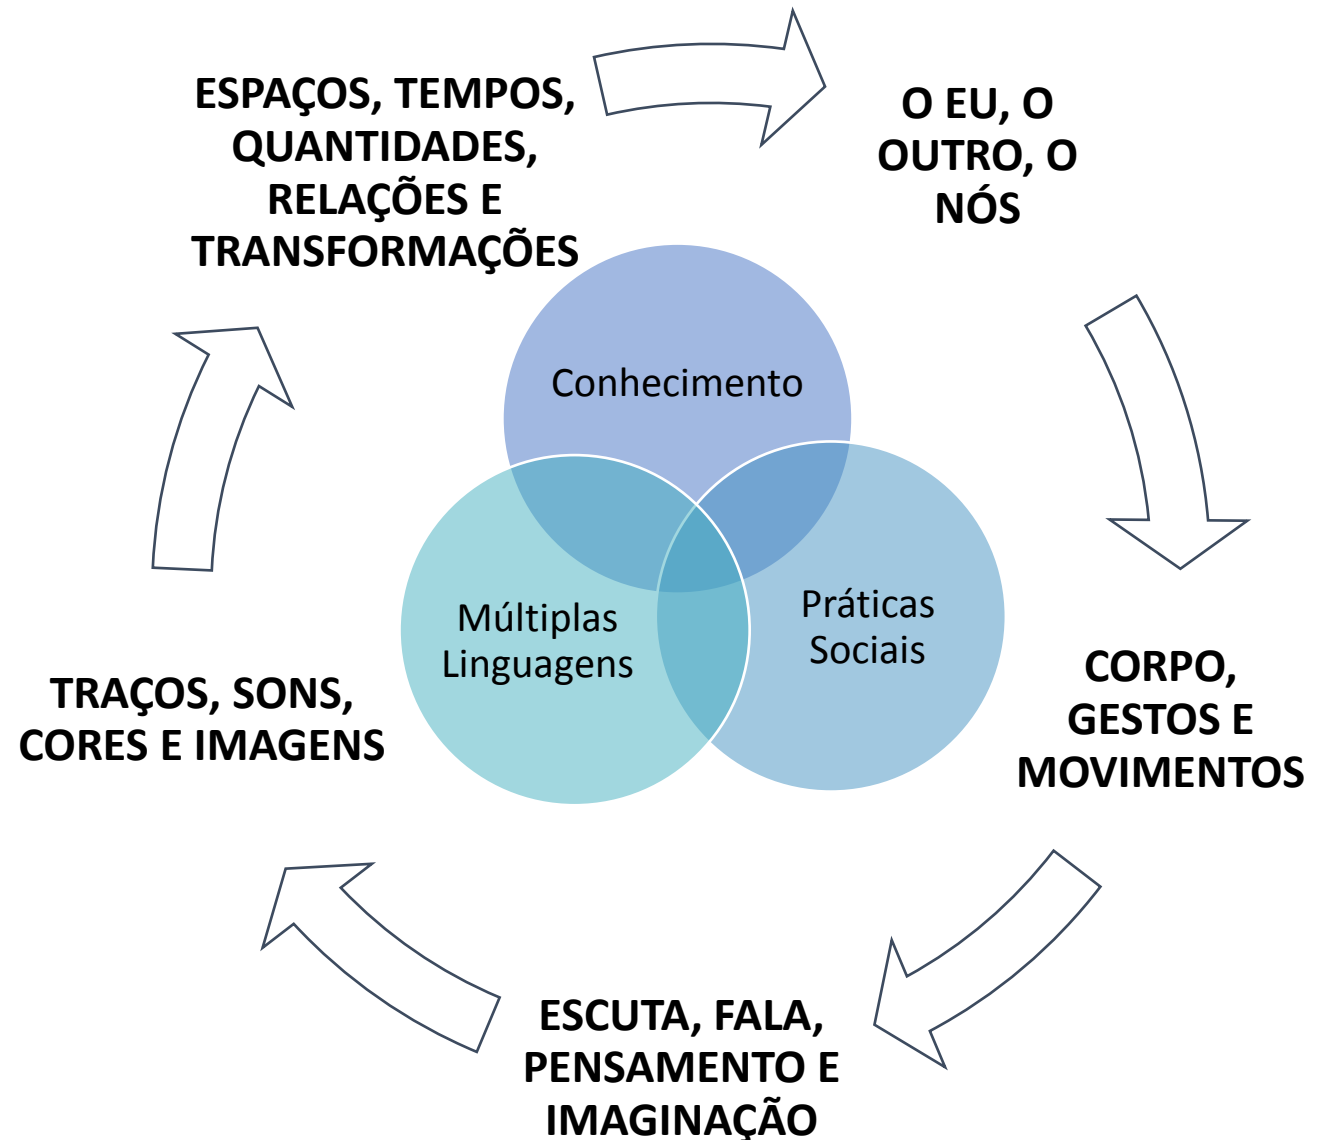 ESPAÇOS, TEMPOS,
QUANTIDADES,
RELAÇÕES E
TRANSFORMAÇÕES
O EU, O
OUTRO, O
NÓS
Conhecimento
Múltiplas
Linguagens
Práticas
Sociais
TRAÇOS, SONS,
CORES E IMAGENS
CORPO,
GESTOS E
MOVIMENTOS
ESCUTA, FALA,
PENSAMENTO E
IMAGINAÇÃO